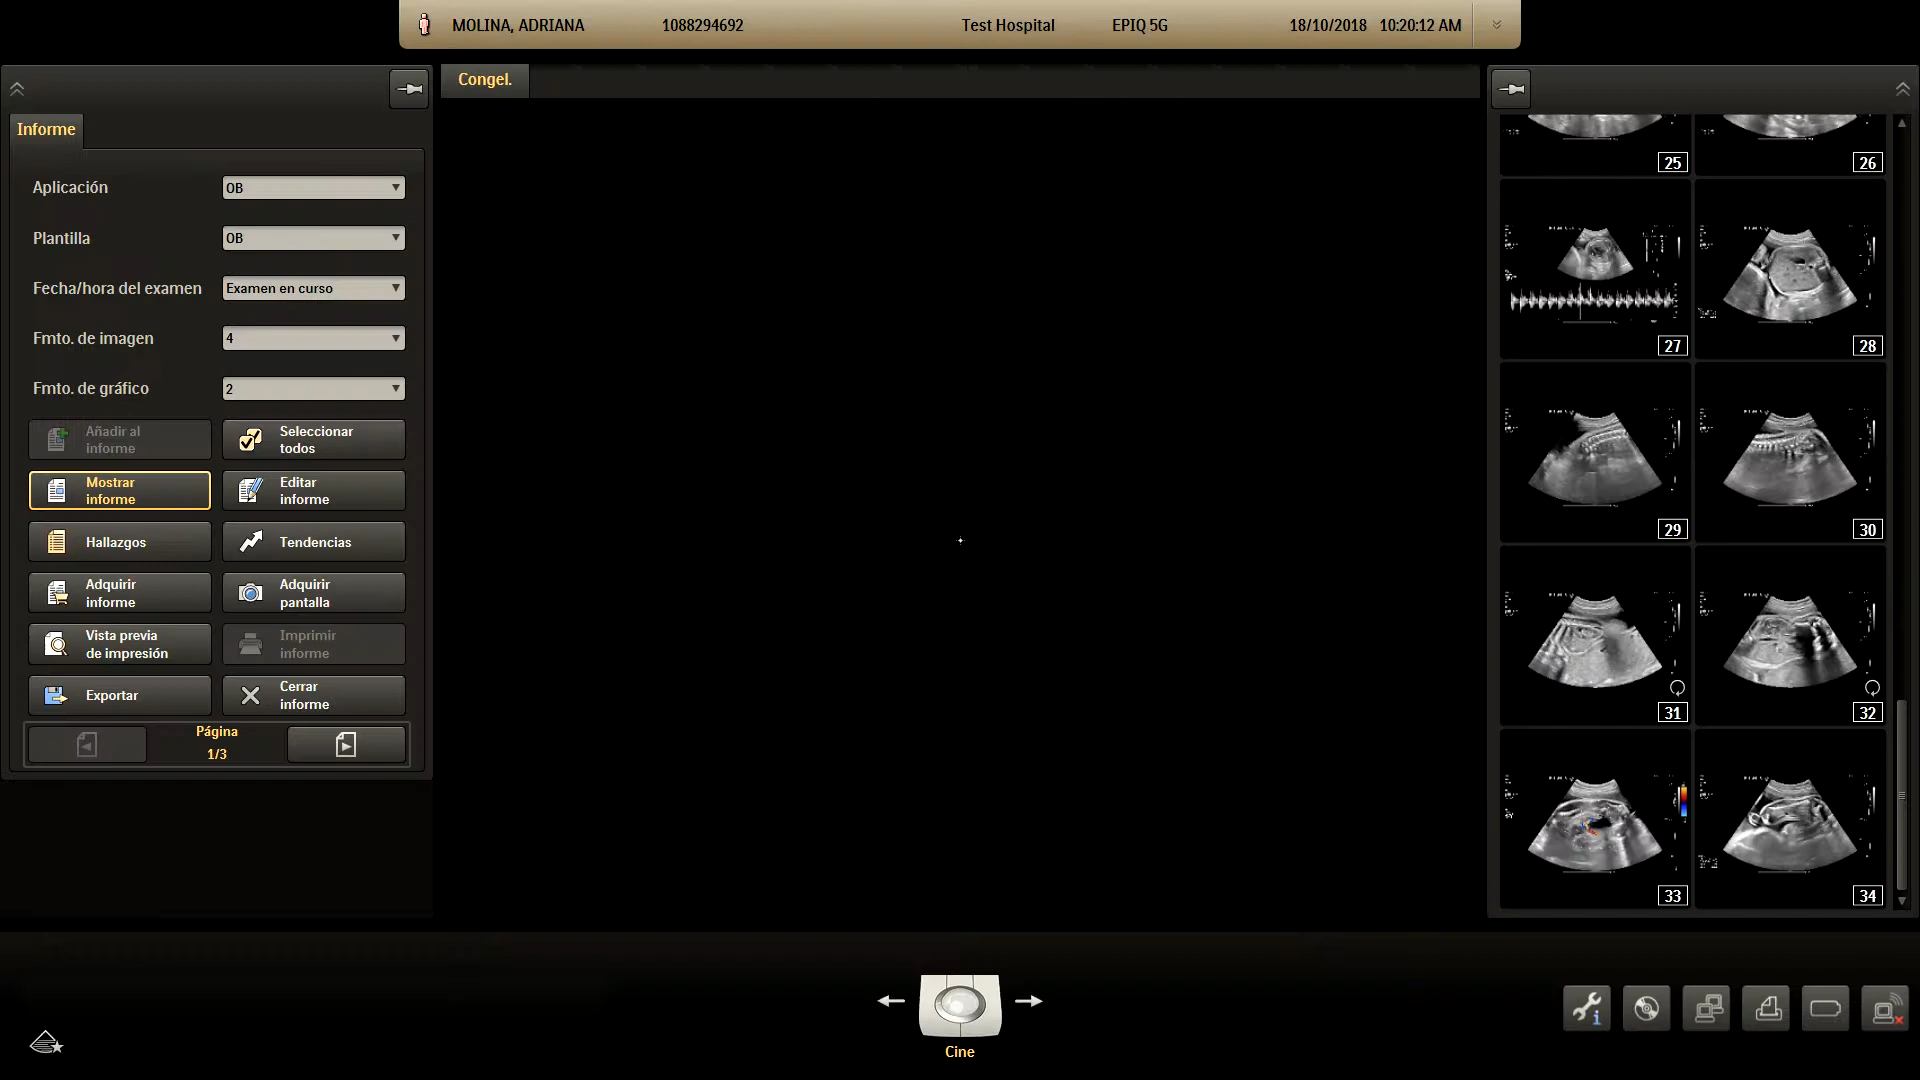 MOLINA, ADRIANA 1088294692 Test Hospital EPIQ 5G 18/10/2018 10:20:12 AM
Congel.
Informe
Aplicación OB
Plantilla OB
Fecha/hora del examen Examen en curso
Fmto. de imagen 4
Fmto. de gráfico 2
Añadir al
informe
Seleccionar
todos
Mostrar
informe
Editar
informe
Hallazgos
Tendencias
Adquirir
informe
Adquirir
pantalla
Vista previa
de impresión
Imprimir
informe
Exportar
Cerrar
informe
Página
1/3
25 26
27 28
29 30
31 32
33 34
Cine